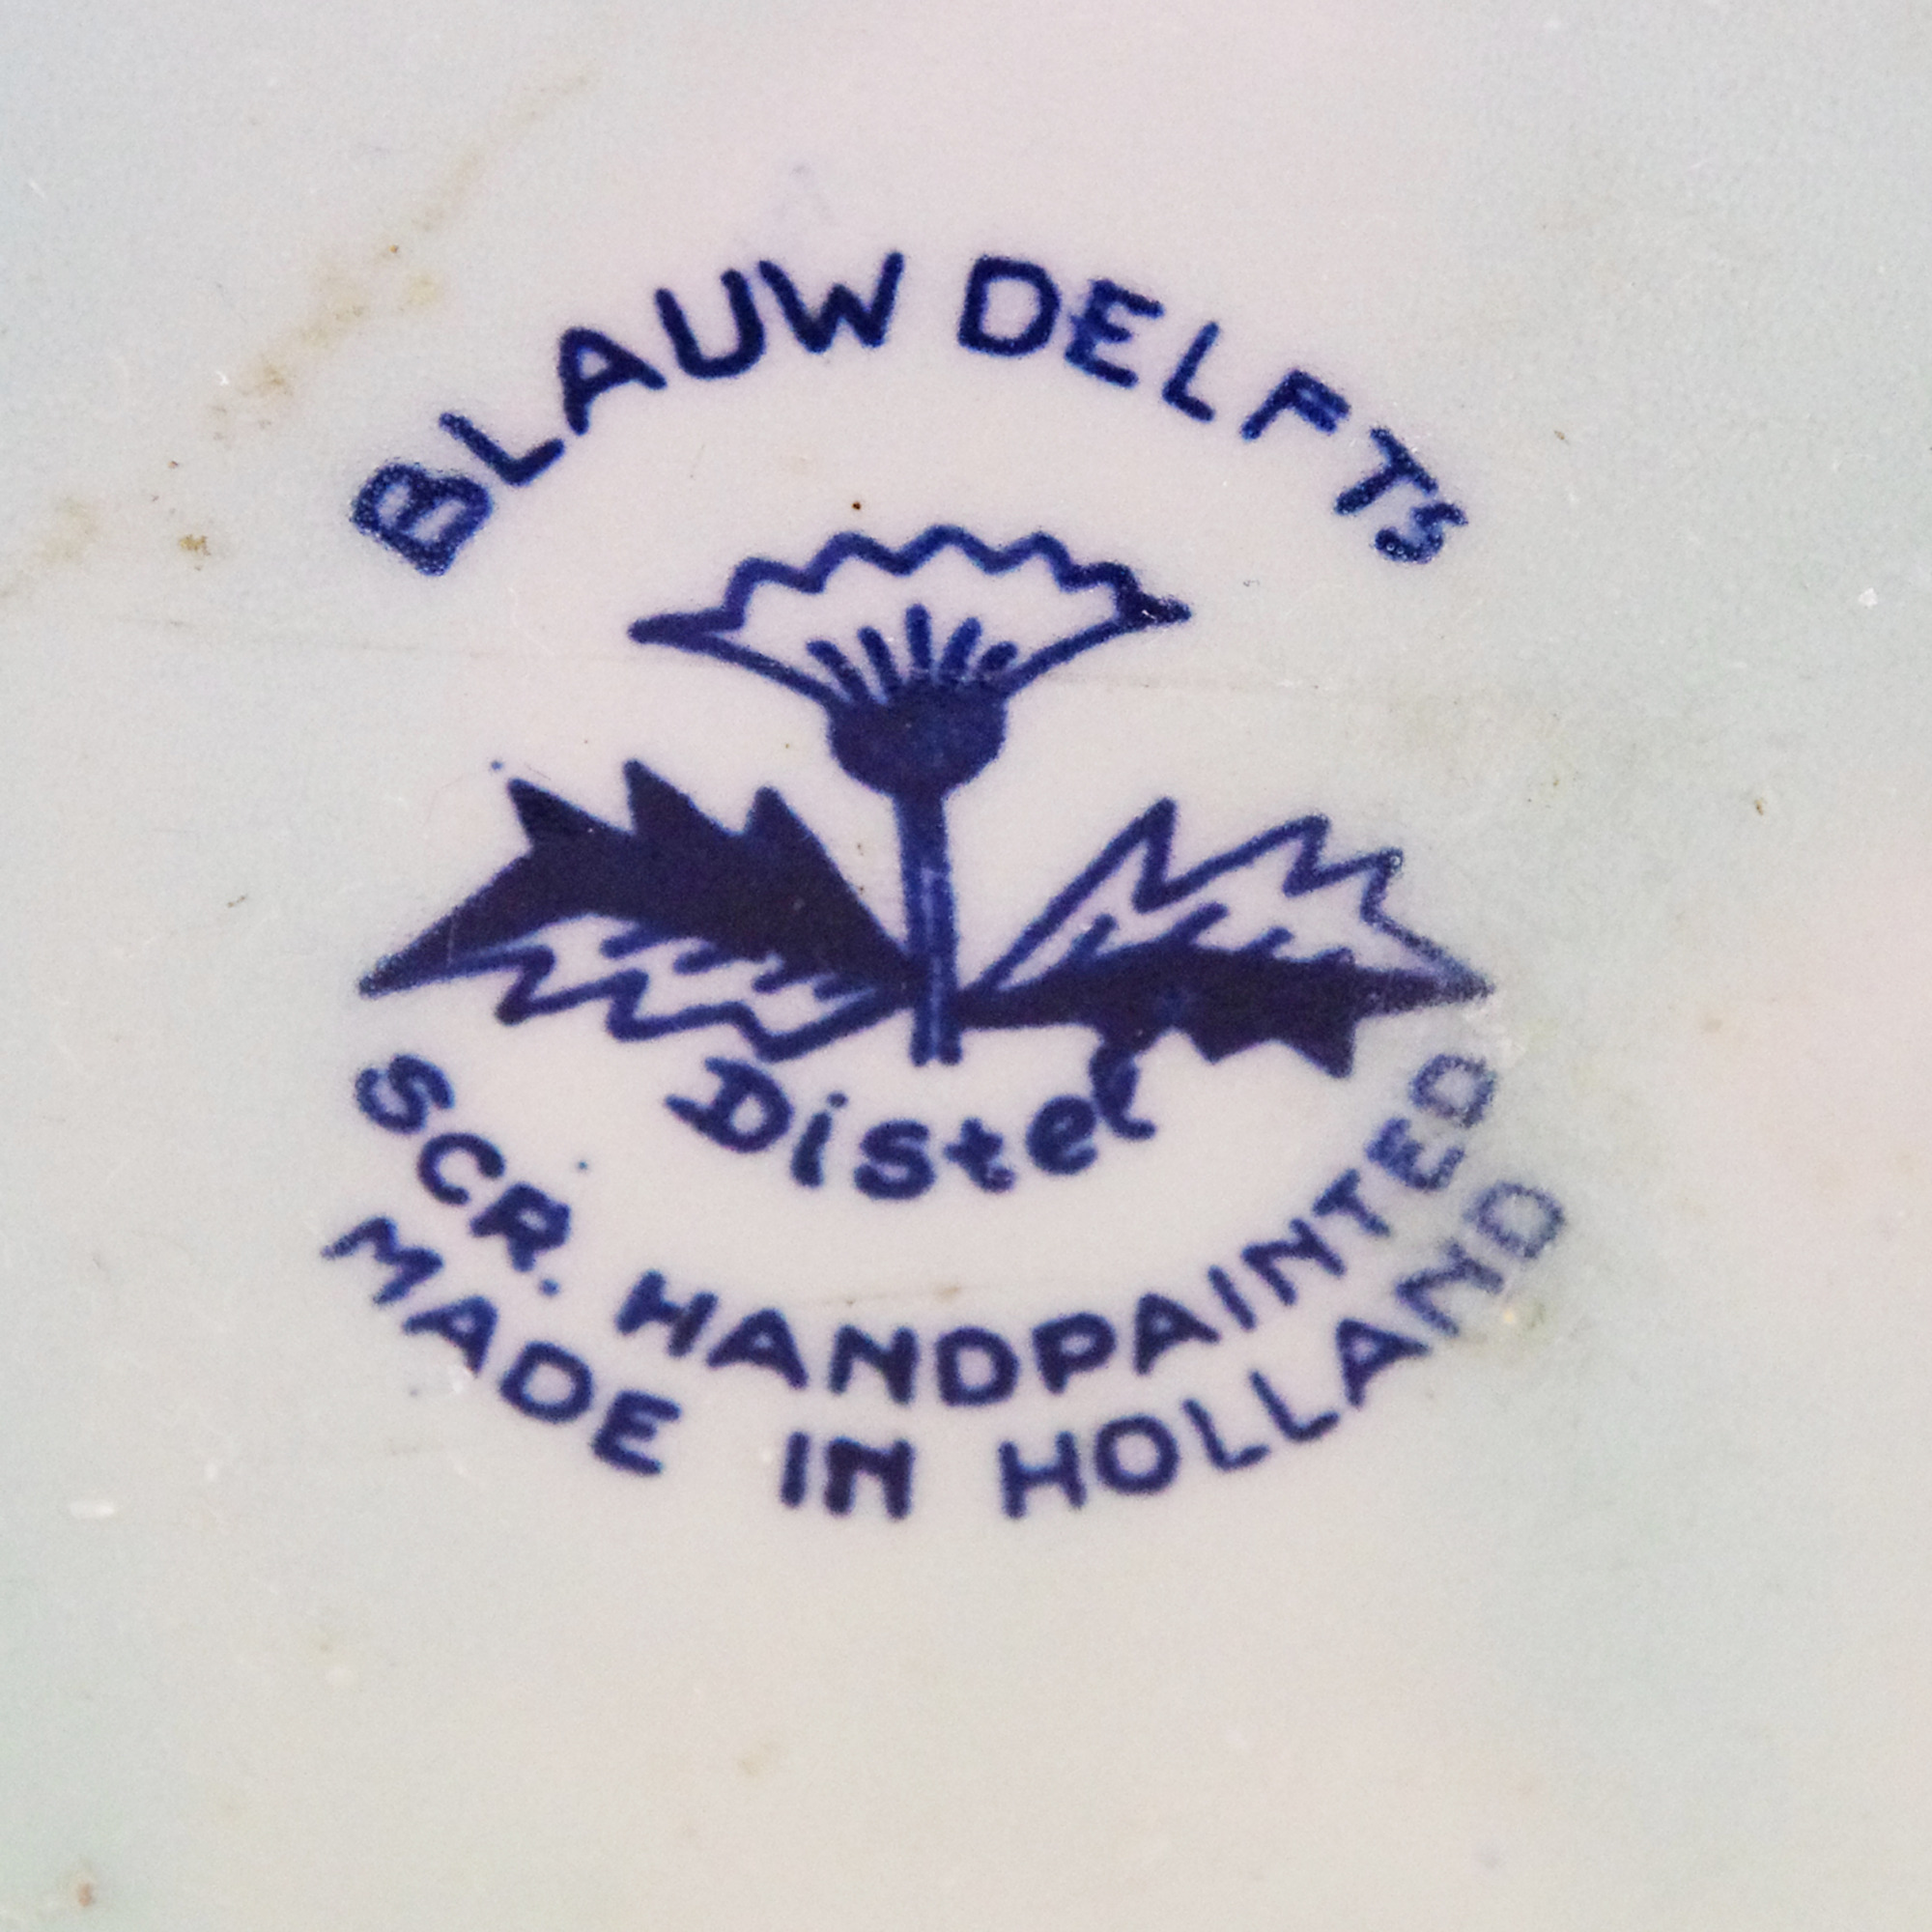 BLAUW DELFTS
Distel
SCR. HANDPAINTED
MADE IN HOLLAND